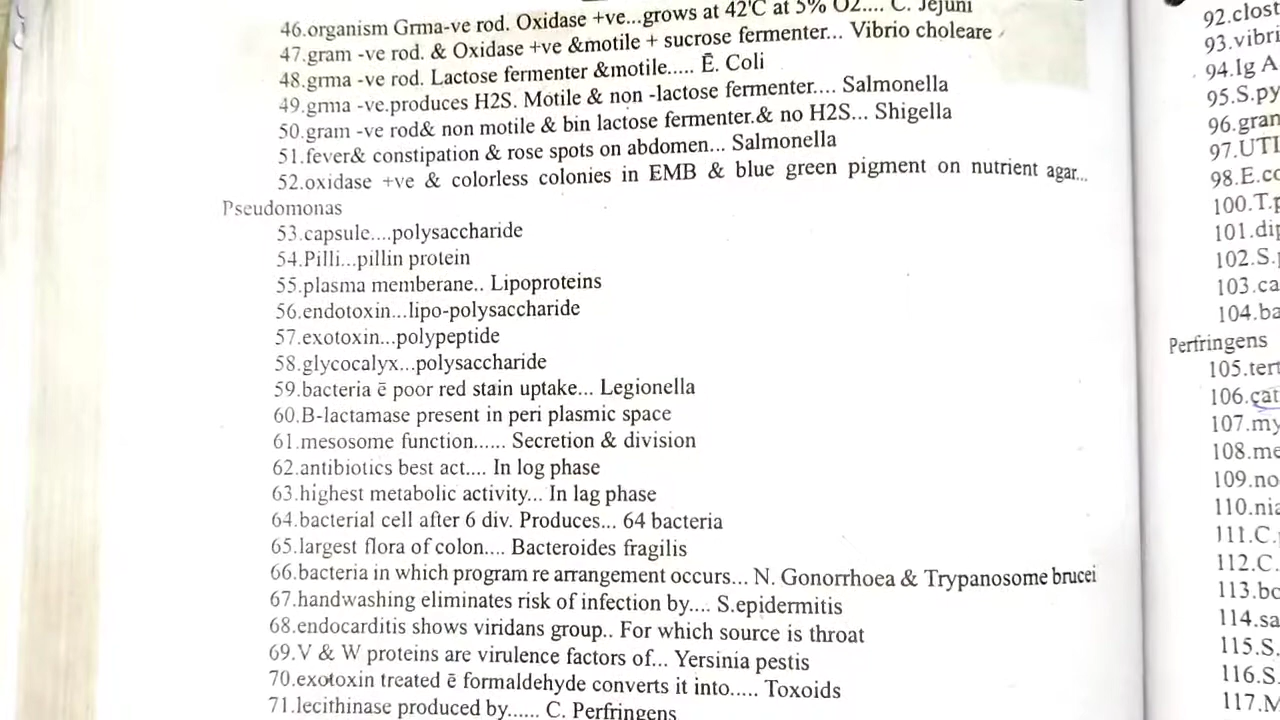 46.organism Grma-ve rod. Oxidase +ve...grows at 42'C at 5% O2.... C. Jejuni
47.gram -ve rod. & Oxidase +ve &motile + sucrose fermenter... Vibrio choleare
48.grma -ve rod. Lactose fermenter &motile..... Ē. Coli
49.grma -ve.produces H2S. Motile & non -lactose fermenter.... Salmonella
50.gram -ve rod& non motile & bin lactose fermenter.& no H2S... Shigella
51.fever& constipation & rose spots on abdomen... Salmonella
52.oxidase +ve & colorless colonies in EMB & blue green pigment on nutrient agar...
Pseudomonas
53.capsule....polysaccharide
54.Pilli...pillin protein
55.plasma memberane.. Lipoproteins
56.endotoxin...lipo-polysaccharide
57.exotoxin...polypeptide
58.glycocalyx...polysaccharide
59.bacteria ē poor red stain uptake... Legionella
60.B-lactamase present in peri plasmic space
61.mesosome function...... Secretion & division
62.antibiotics best act.... In log phase
63.highest metabolic activity... In lag phase
64.bacterial cell after 6 div. Produces... 64 bacteria
65.largest flora of colon.... Bacteroides fragilis
66.bacteria in which program re arrangement occurs... N. Gonorrhoea & Trypanosome brucei
67.handwashing eliminates risk of infection by.... S.epidermitis
68.endocarditis shows viridans group.. For which source is throat
69.V & W proteins are virulence factors of... Yersinia pestis
70.exotoxin treated ē formaldehyde converts it into..... Toxoids
71.lecithinase produced by...... C. Perfringens
92.clost
93.vibri
94.Ig A
95.S.py
96.gran
97.UTI
98.E.co
100.T.p
101.dip
102.S.p
103.ca
104.ba
Perfringens
105.tert
106.cat
107.my
108.me
109.no
110.nia
111.C.
112.C.
113.bo
114.sa
115.S.
116.S.
117.M